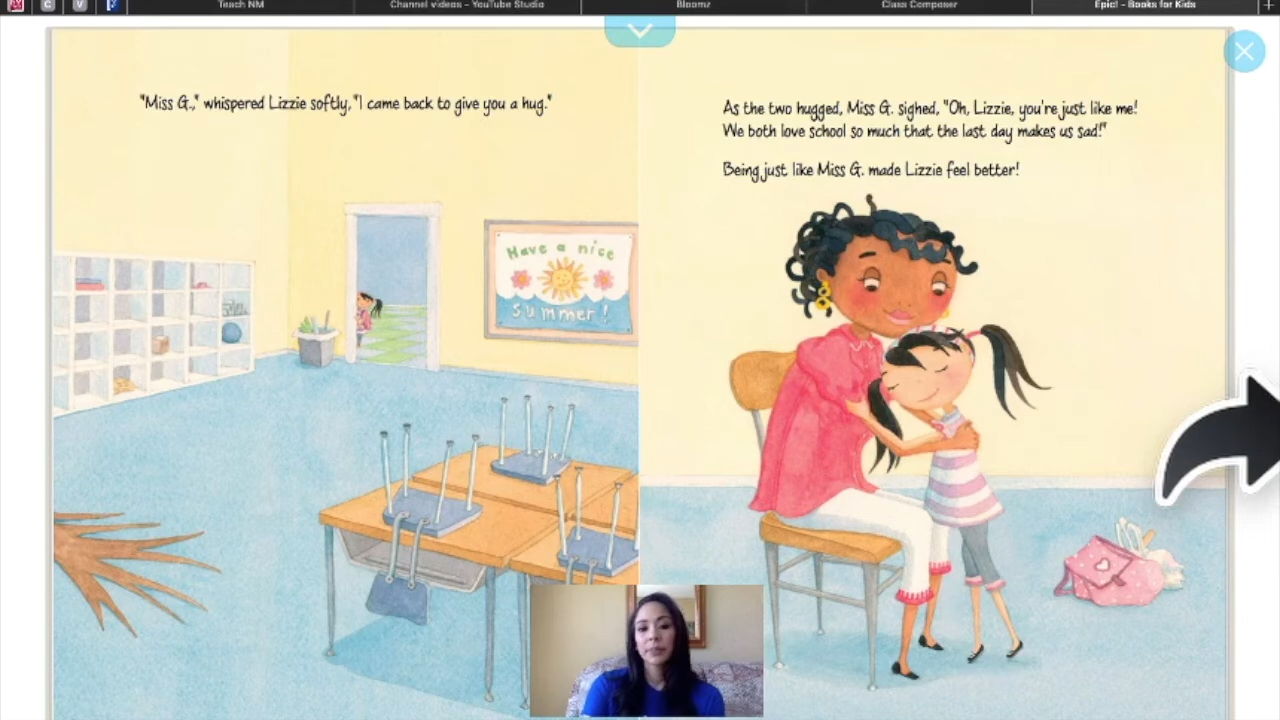 Teach NM
Channel videos - YouTube Studio
Bloomz
Class Composer
Epic! - Books for Kids
"Miss G.," whispered Lizzie softly, "I came back to give you a hug."
Have a nice
summer!
As the two hugged, Miss G. sighed, "Oh, Lizzie, you're just like me!
We both love school so much that the last day makes us sad!"
Being just like Miss G. made Lizzie feel better!